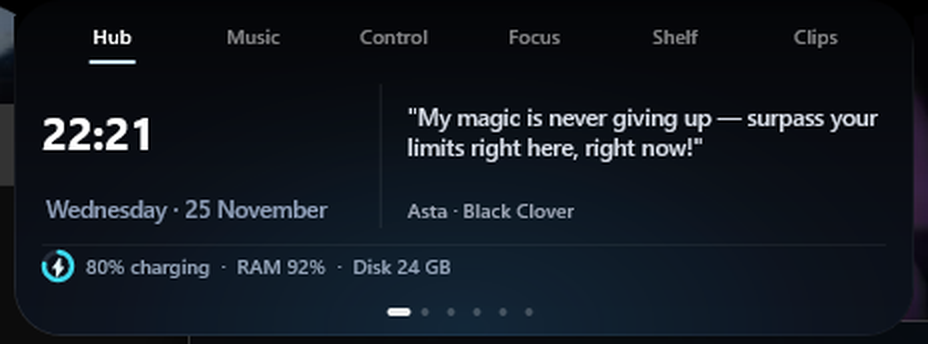 Hub Music Control Focus Shelf Clips
22:21
Wednesday · 25 November
"My magic is never giving up — surpass your
limits right here, right now!"
Asta · Black Clover
80% charging · RAM 92% · Disk 24 GB